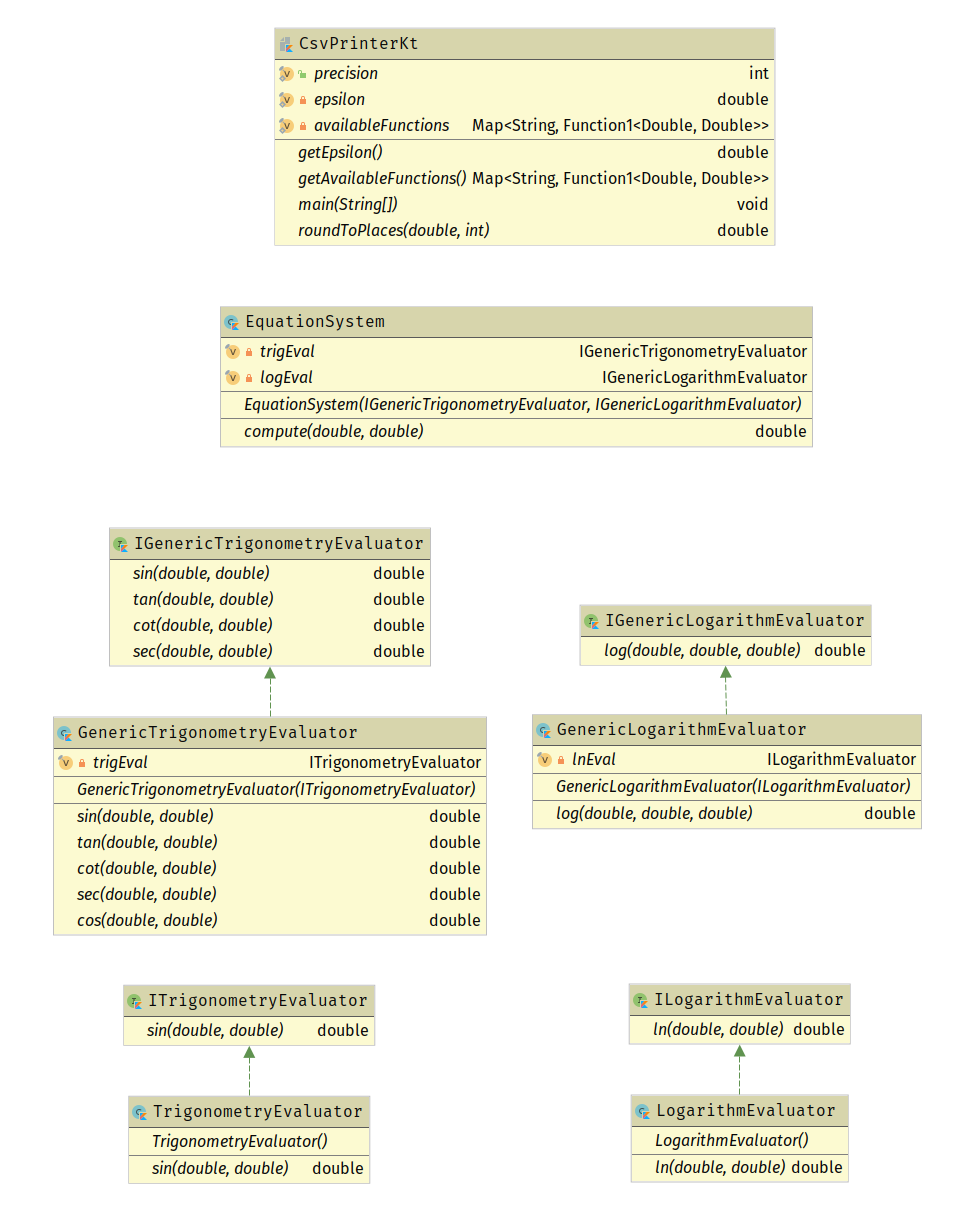 CsvPrinterKt
precision int
epsilon double
availableFunctions Map<String, Function1<Double, Double>>
getEpsilon() double
getAvailableFunctions() Map<String, Function1<Double, Double>>
main(String[]) void
roundToPlaces(double, int) double
EquationSystem
trigEval IGenericTrigonometryEvaluator
logEval IGenericLogarithmEvaluator
EquationSystem(IGenericTrigonometryEvaluator, IGenericLogarithmEvaluator)
compute(double, double) double
IGenericTrigonometryEvaluator
sin(double, double) double
tan(double, double) double
cot(double, double) double
sec(double, double) double
IGenericLogarithmEvaluator
log(double, double, double) double
GenericTrigonometryEvaluator
trigEval ITrigonometryEvaluator
GenericTrigonometryEvaluator(ITrigonometryEvaluator)
sin(double, double) double
tan(double, double) double
cot(double, double) double
sec(double, double) double
cos(double, double) double
GenericLogarithmEvaluator
lnEval ILogarithmEvaluator
GenericLogarithmEvaluator(ILogarithmEvaluator)
log(double, double, double) double
ITrigonometryEvaluator
sin(double, double) double
TrigonometryEvaluator
TrigonometryEvaluator()
sin(double, double) double
ILogarithmEvaluator
ln(double, double) double
LogarithmEvaluator
LogarithmEvaluator()
ln(double, double) double